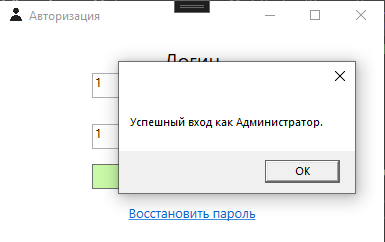 Авторизация
Логин
1
Успешный вход как Администратор.
1
OK
Восстановить пароль